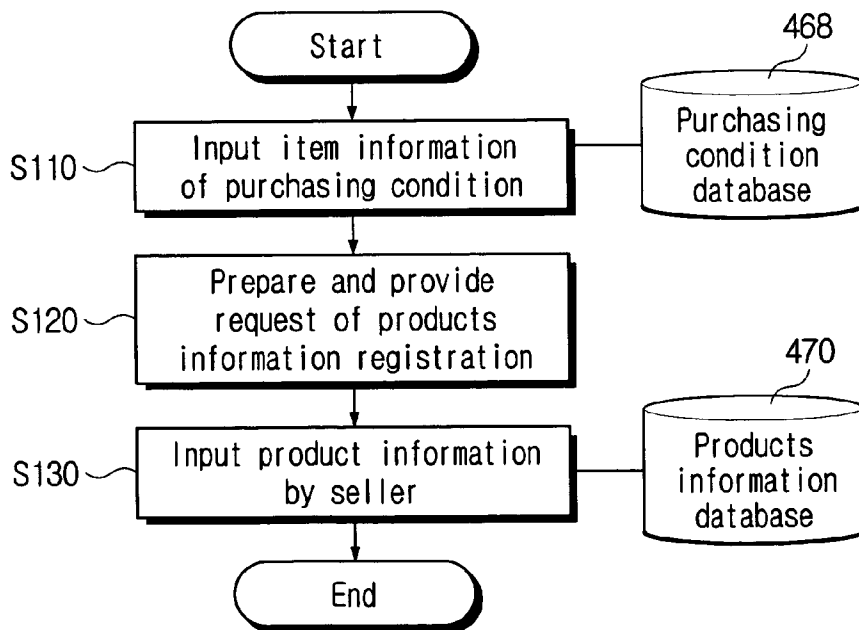 Start
468
Purchasing
condition
database
S110
Input item information
of purchasing condition
S120
Prepare and provide
request of products
information registration
470
Products
information
database
S130
Input product information
by seller
End